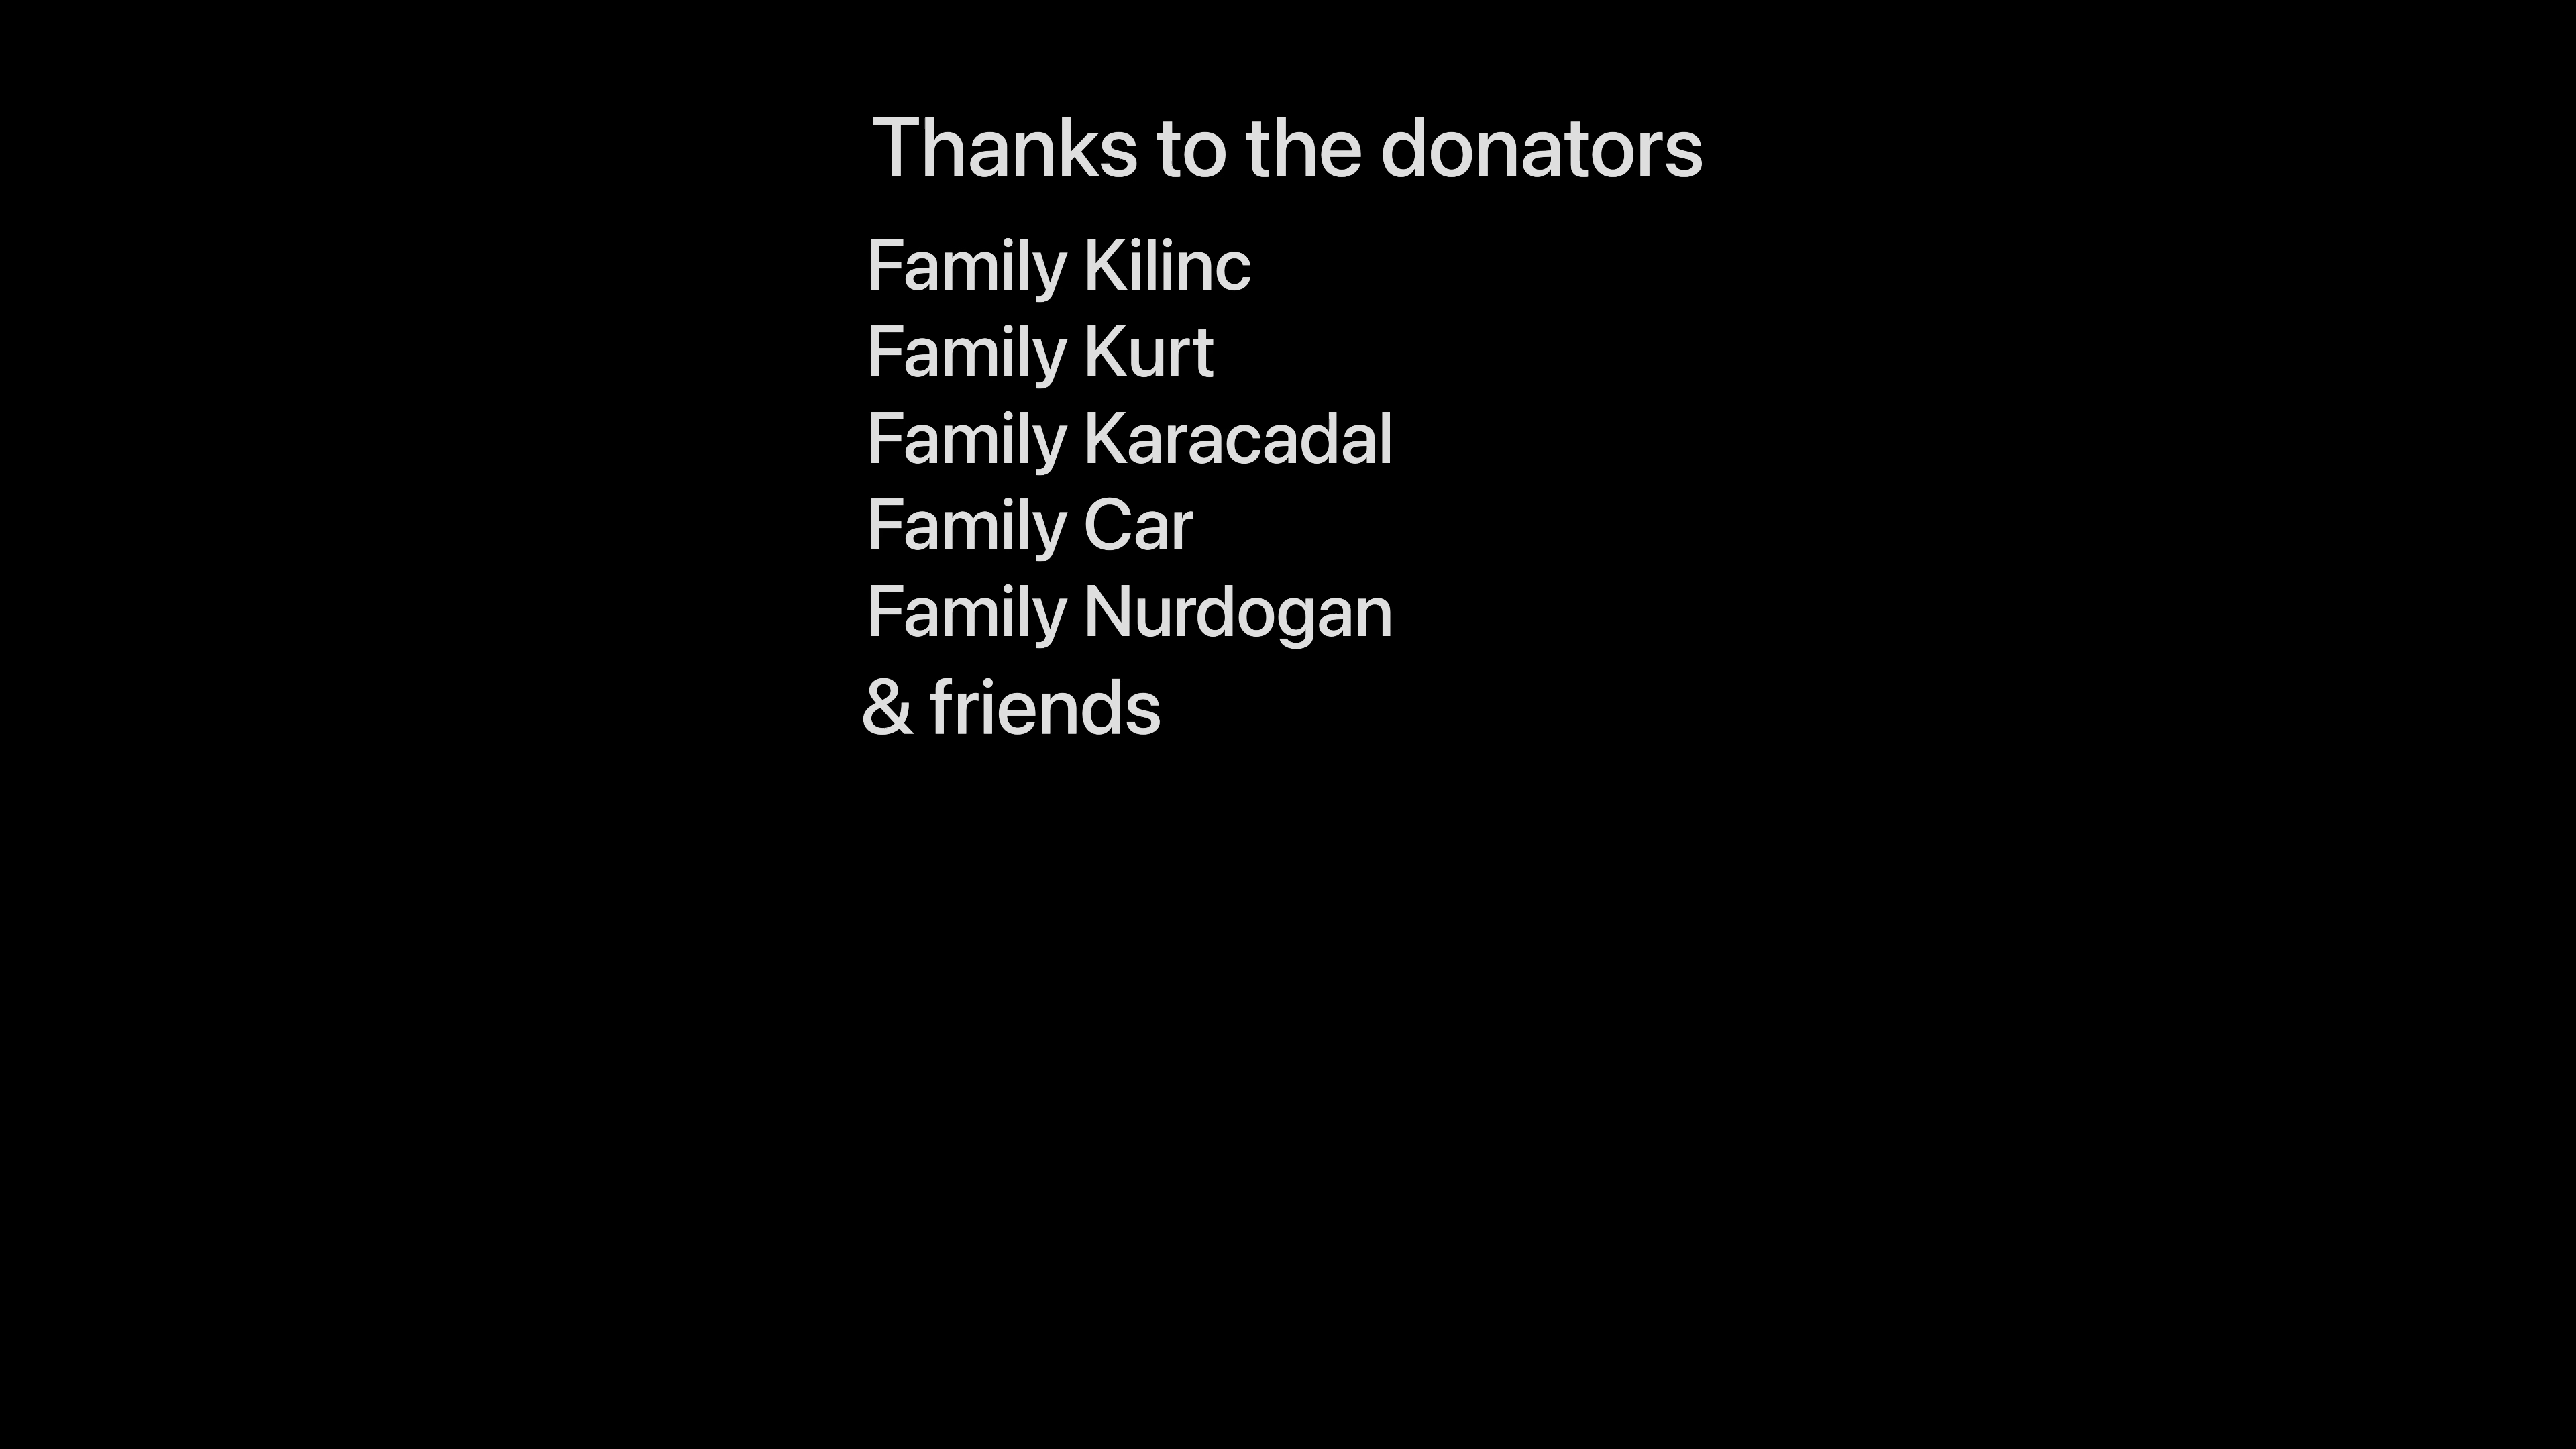 Thanks to the donators
Family Kilinc
Family Kurt
Family Karacadal
Family Car
Family Nurdogan
& friends